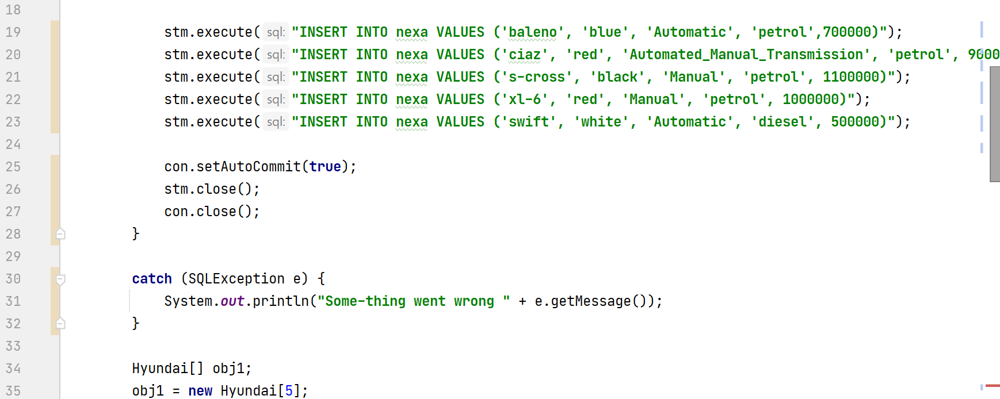 18
19 stm.execute( sql: "INSERT INTO nexa VALUES ('baleno', 'blue', 'Automatic', 'petrol',700000)");
20 stm.execute( sql: "INSERT INTO nexa VALUES ('ciaz', 'red', 'Automated_Manual_Transmission', 'petrol', 9000
21 stm.execute( sql: "INSERT INTO nexa VALUES ('s-cross', 'black', 'Manual', 'petrol', 1100000)");
22 stm.execute( sql: "INSERT INTO nexa VALUES ('xl-6', 'red', 'Manual', 'petrol', 1000000)");
23 stm.execute( sql: "INSERT INTO nexa VALUES ('swift', 'white', 'Automatic', 'diesel', 500000)");
24
25 con.setAutoCommit(true);
26 stm.close();
27 con.close();
28 }
29
30 catch (SQLException e) {
31 System.out.println("Some-thing went wrong " + e.getMessage());
32 }
33
34 Hyundai[] obj1;
35 obj1 = new Hyundai[5];